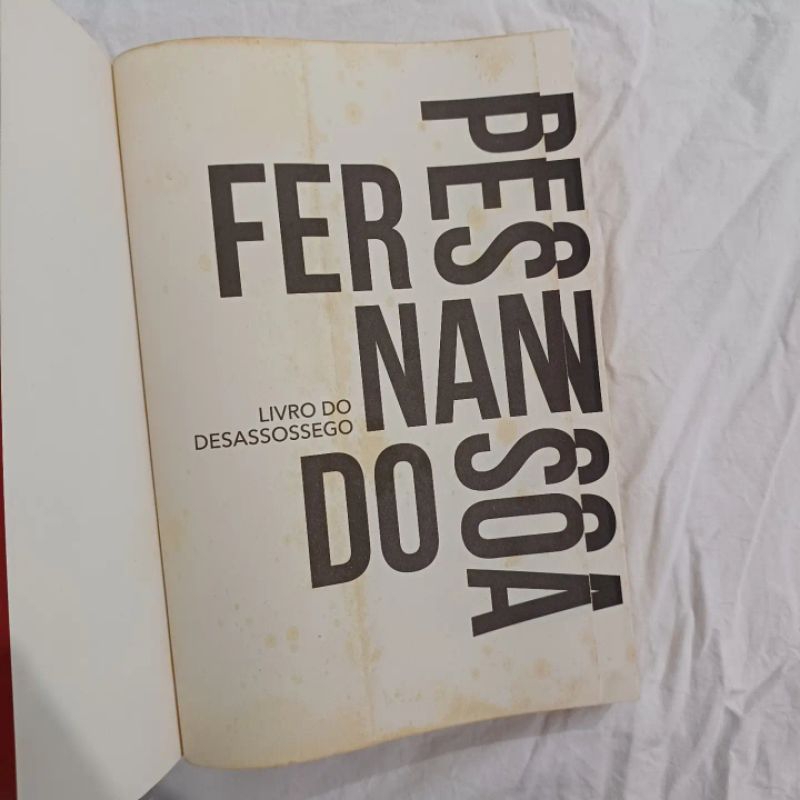 FER
NAN
DO
PESSOA
LIVRO DO
DESASSOSSEGO